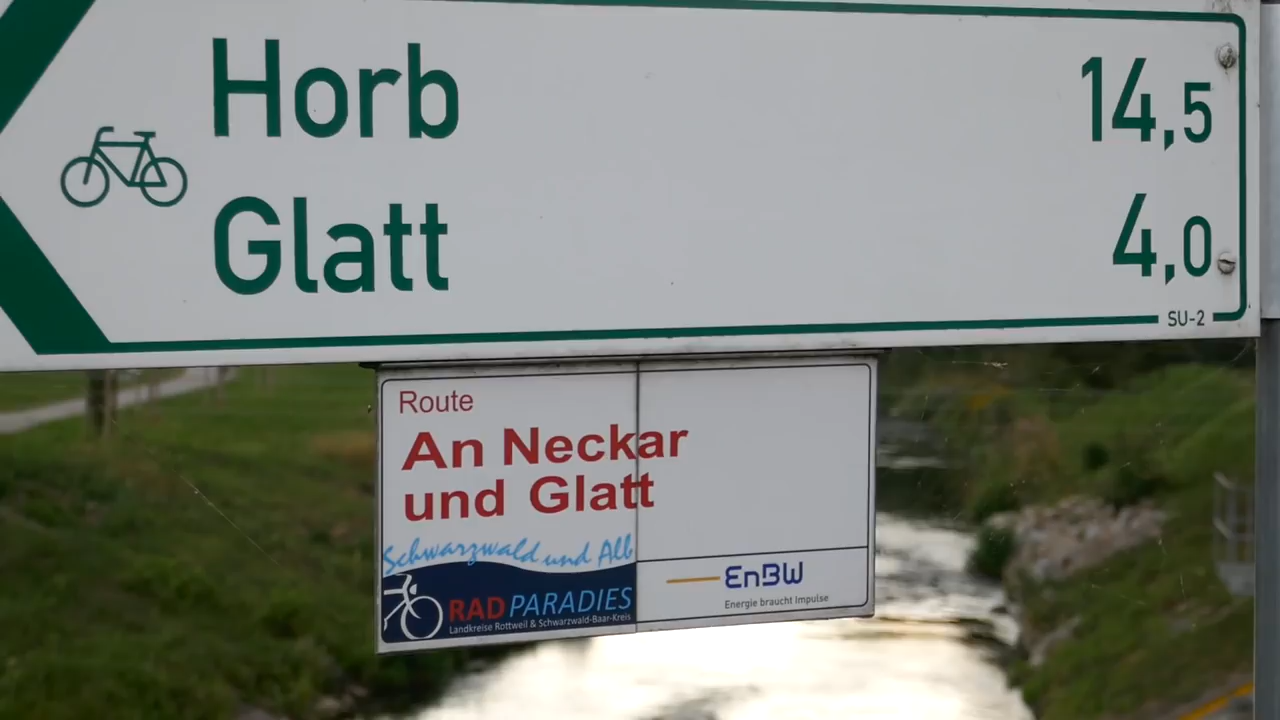 Horb 14,5
Glatt 4,0
SU-2
Route
An Neckar
und Glatt
Schwarzwald und Alb
RAD PARADIES
Landkreise Rottweil & Schwarzwald-Baar-Kreis
EnBW
Energie braucht Impulse